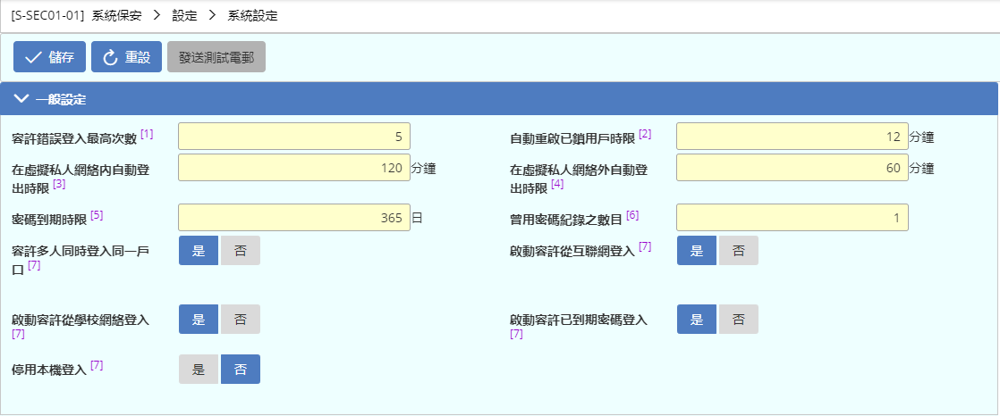 [S-SEC01-01] 系統保安 > 設定 > 系統設定
儲存 重設 發送測試電郵
一般設定
容許錯誤登入最高次數 [1] 5 自動重啟已鎖用戶時限 [2] 12 分鐘
在虛擬私人網絡內自動登 120 分鐘 在虛擬私人網絡外自動登 60 分鐘
出時限 [3] 出時限 [4]
密碼到期時限 [5] 365 日 曾用密碼紀錄之數目 [6] 1
容許多人同時登入同一戶 是 否 啟動容許從互聯網登入 [7] 是 否
口 [7]
啟動容許從學校網絡登入 是 否 啟動容許已到期密碼登入 是 否
[7] [7]
停用本機登入 [7] 是 否